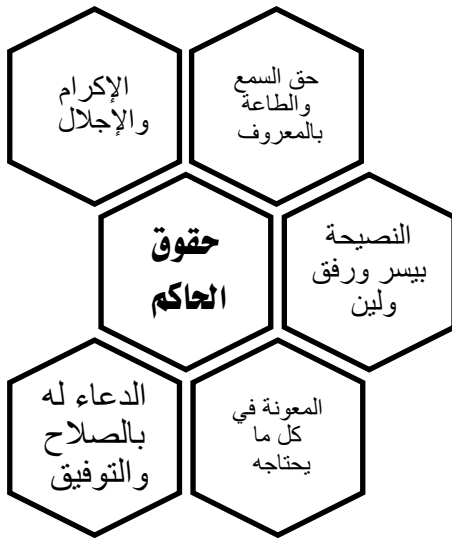 حق السمع
والطاعة
بالمعروف
الإكرام
والإجلال
حقوق
الحاكم
النصيحة
بيسر ورفق
ولين
المعونة في
كل ما
يحتاجه
الدعاء له
بالصلاح
والتوفيق